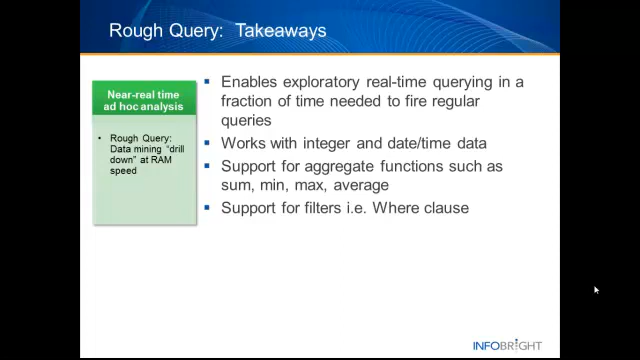 Rough Query: Takeaways
Near-real time
ad hoc analysis
• Rough Query:
Data mining "drill
down" at RAM
speed
▪ Enables exploratory real-time querying in a
fraction of time needed to fire regular
queries
▪ Works with integer and date/time data
▪ Support for aggregate functions such as
sum, min, max, average
▪ Support for filters i.e. Where clause
INFOBRIGHT